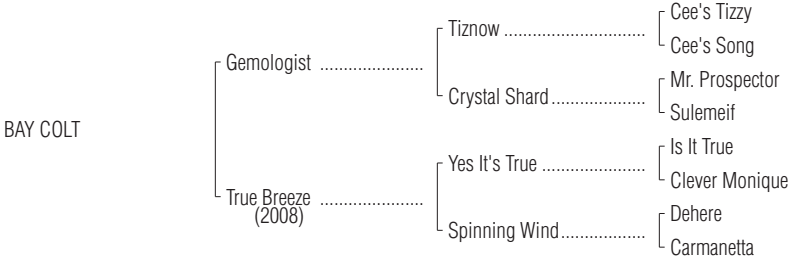 Cee's Tizzy
Tiznow ..............................
Cee's Song
Gemologist ......................
Mr. Prospector
Crystal Shard....................
Sulemeif
BAY COLT
Is It True
Yes It's True ......................
Clever Monique
True Breeze ......................
(2008)
Dehere
Spinning Wind..................
Carmanetta